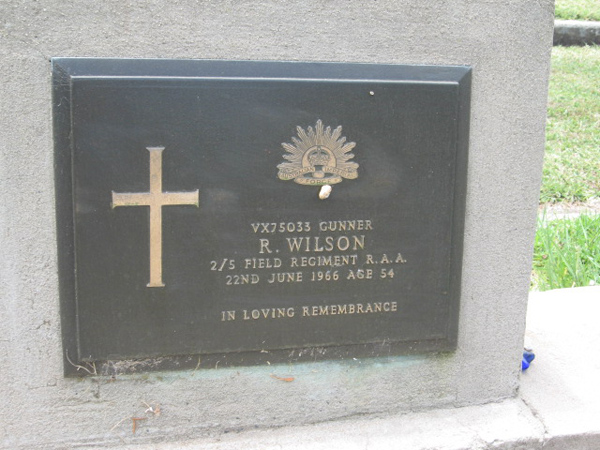 VX75033 GUNNER
R. WILSON
2/5 FIELD REGIMENT R.A.A.
22ND JUNE 1966 AGE 54
IN LOVING REMEMBRANCE